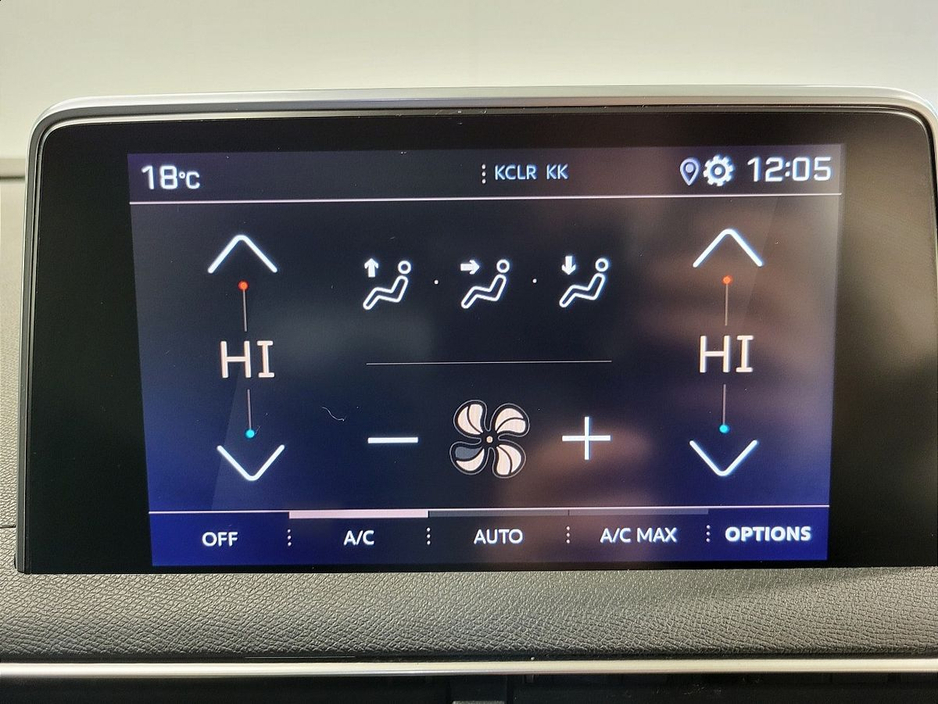 18°C KCLR KK 12:05
HI HI
OFF A/C AUTO A/C MAX OPTIONS